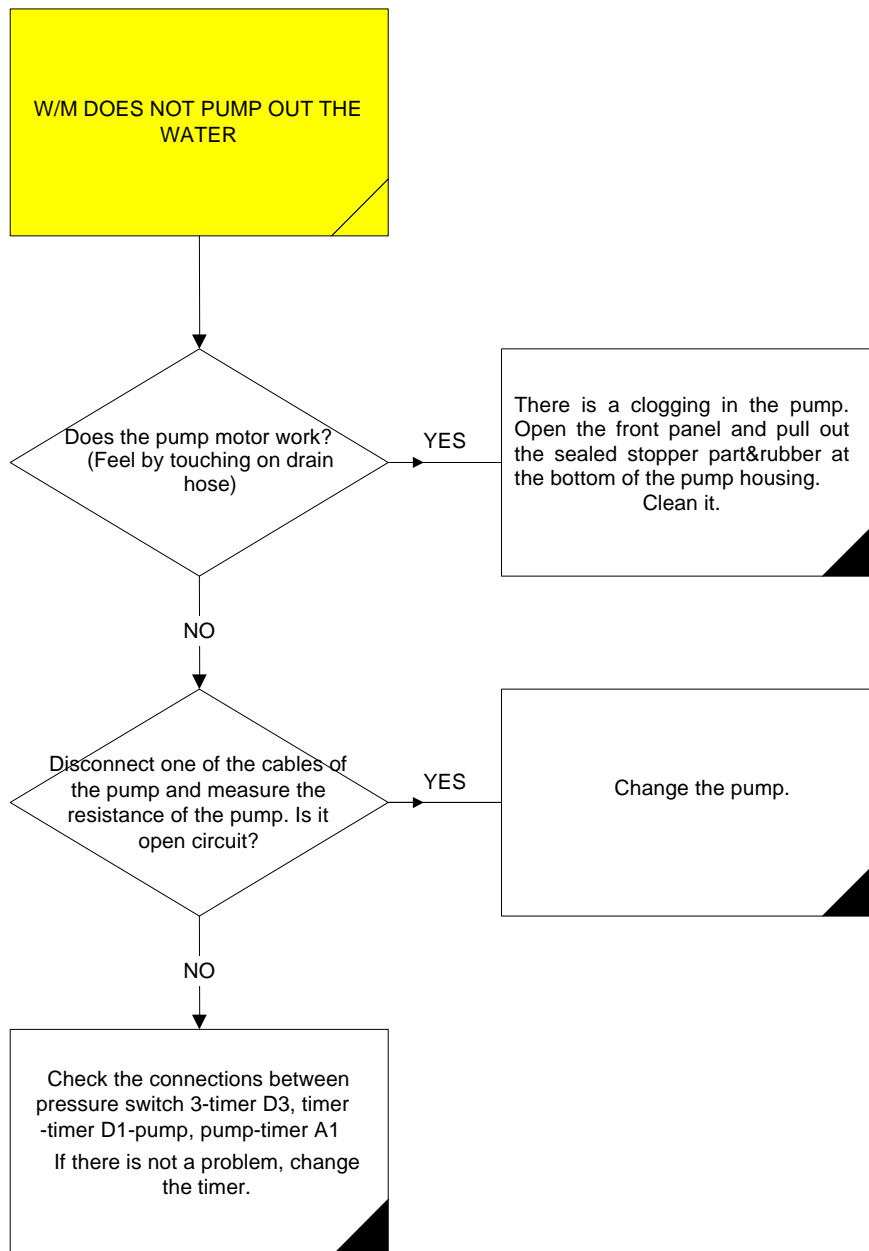 W/M DOES NOT PUMP OUT THE
WATER
Does the pump motor work?
(Feel by touching on drain
hose)
YES
There is a clogging in the pump.
Open the front panel and pull out
the sealed stopper part&rubber at
the bottom of the pump housing.
Clean it.
NO
Disconnect one of the cables of
the pump and measure the
resistance of the pump. Is it
open circuit?
YES
Change the pump.
NO
Check the connections between
pressure switch 3-timer D3, timer
-timer D1-pump, pump-timer A1
If there is not a problem, change
the timer.